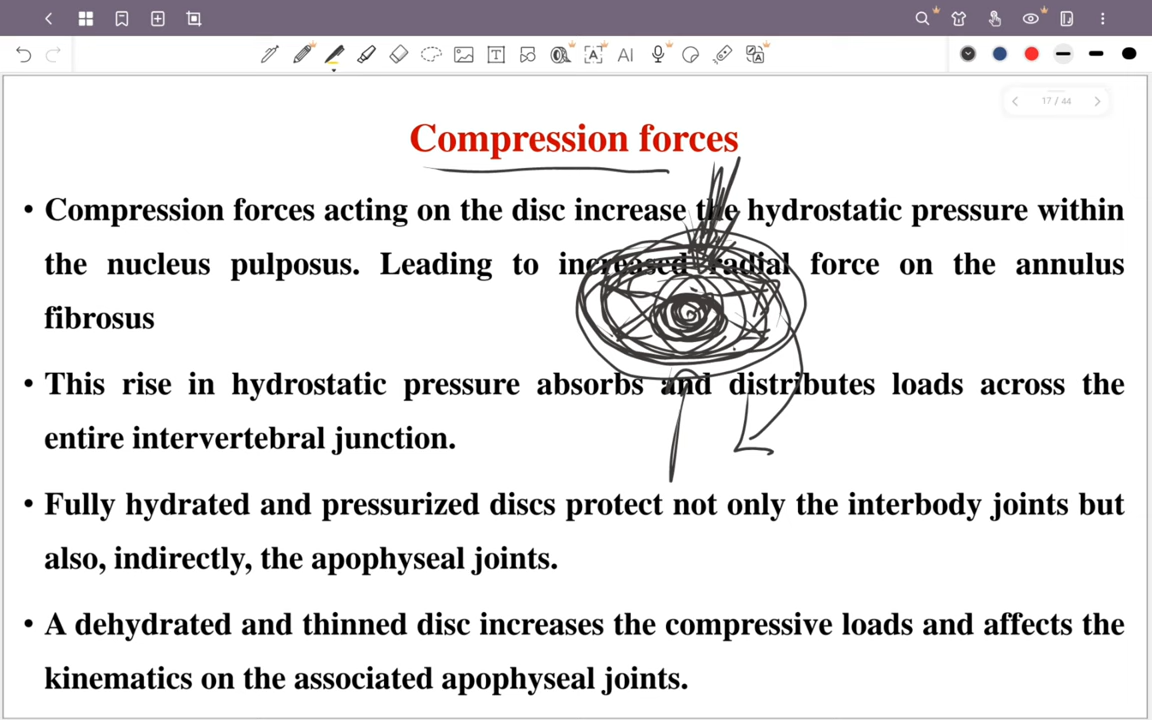 AI
17 / 44
Compression forces
• Compression forces acting on the disc increase the hydrostatic pressure within
the nucleus pulposus. Leading to increased radial force on the annulus
fibrosus
• This rise in hydrostatic pressure absorbs and distributes loads across the
entire intervertebral junction.
• Fully hydrated and pressurized discs protect not only the interbody joints but
also, indirectly, the apophyseal joints.
• A dehydrated and thinned disc increases the compressive loads and affects the
kinematics on the associated apophyseal joints.